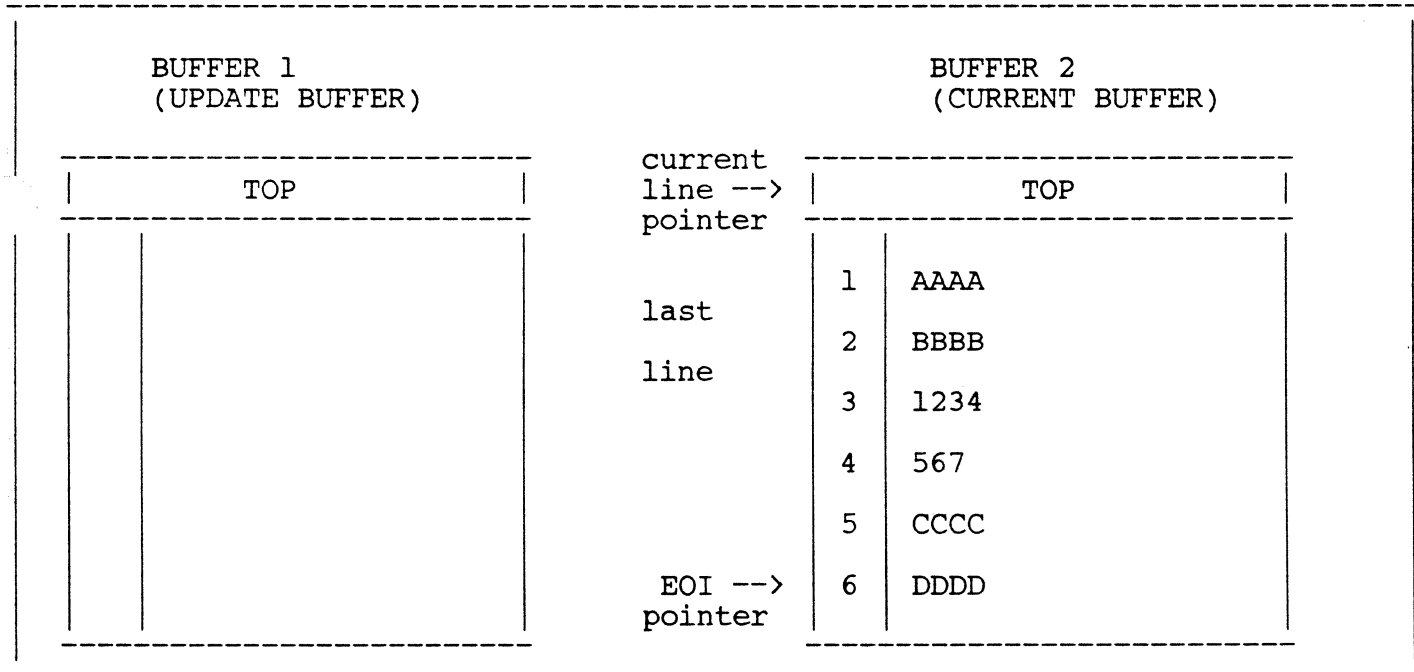 BUFFER 1
(UPDATE BUFFER)
BUFFER 2
(CURRENT BUFFER)
TOP
current
line -->
pointer
TOP
last
line
EOI -->
pointer
1 AAAA
2 BBBB
3 1234
4 567
5 CCCC
6 DDDD